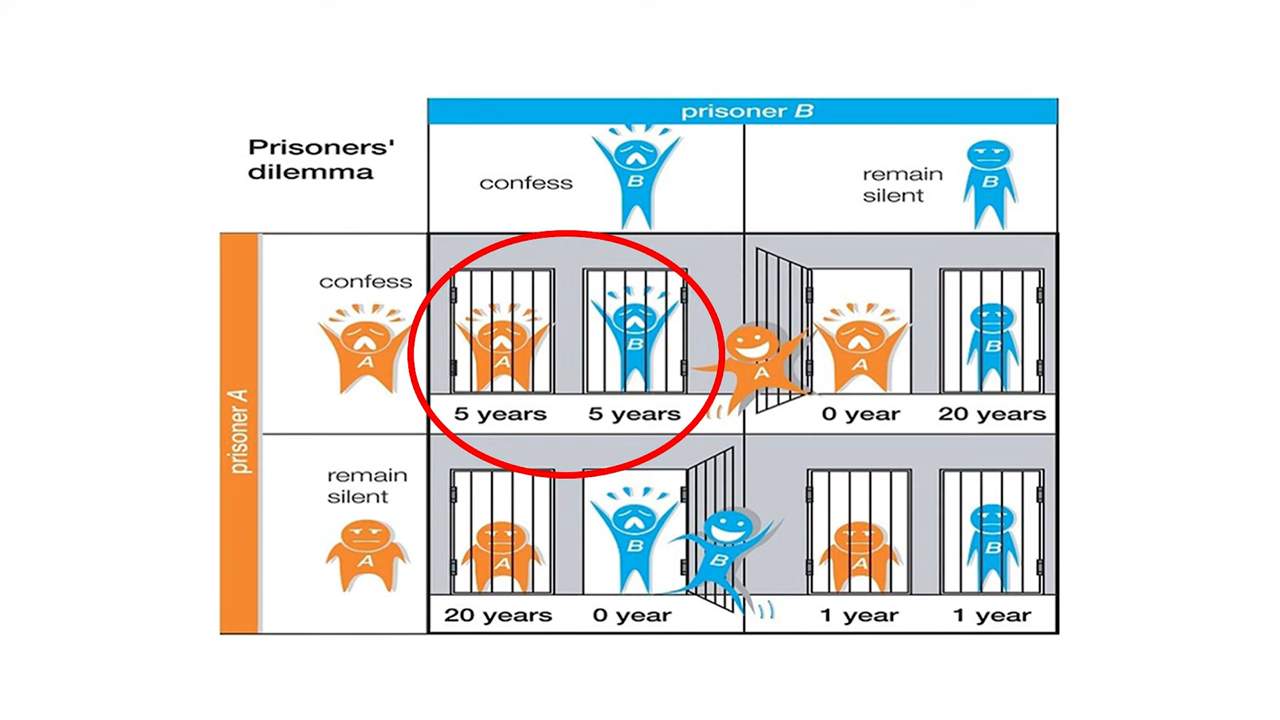 prisoner B
Prisoners'
dilemma
confess
B
remain
silent
B
prisoner A
confess
A
A
B
A
A
B
5 years
5 years
0 year
20 years
remain
silent
A
A
B
B
A
B
20 years
0 year
1 year
1 year